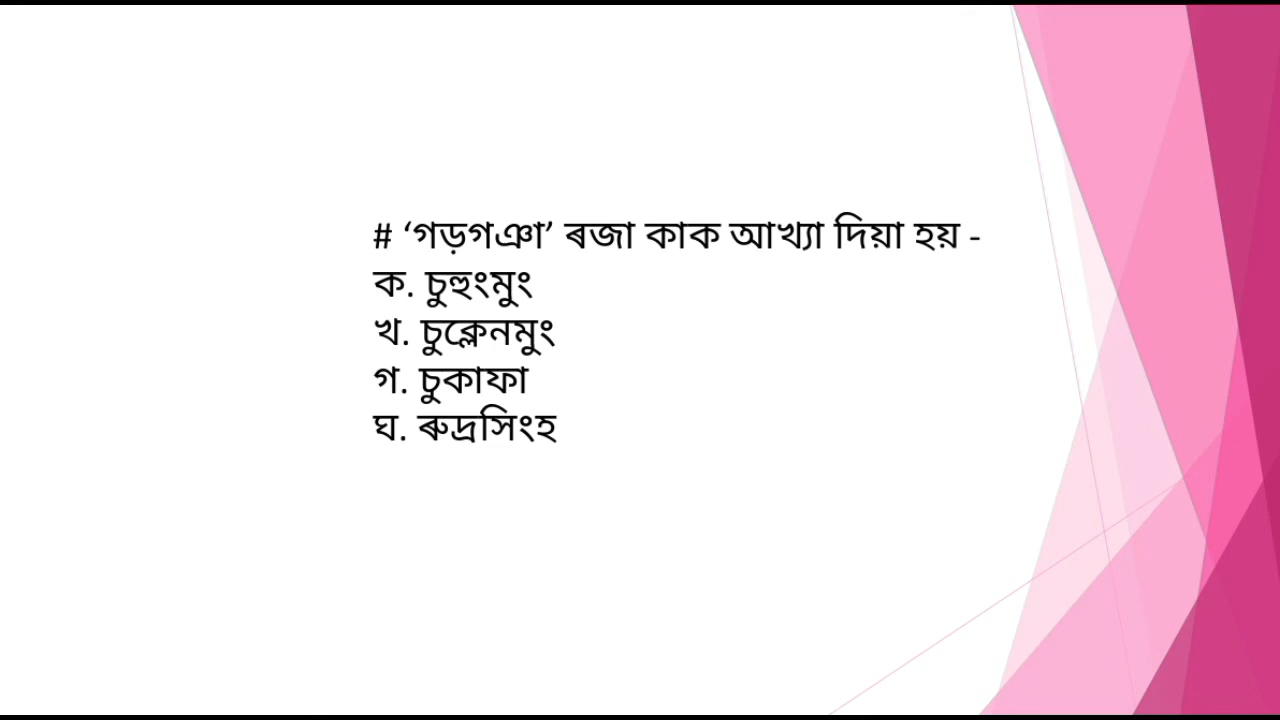 # ‘গড়গঞা’ ৰজা কাক আখ্যা দিয়া হয় -
ক. চুহুংমুং
খ. চুক্লেনমুং
গ. চুকাফা
ঘ. ৰুদ্ৰসিংহ